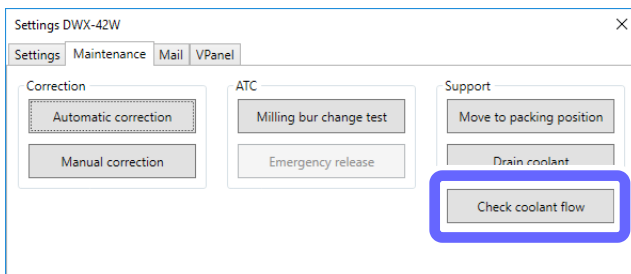 Settings DWX-42W
Settings Maintenance Mail VPanel
Correction
Automatic correction
Manual correction
ATC
Milling bur change test
Emergency release
Support
Move to packing position
Drain coolant
Check coolant flow